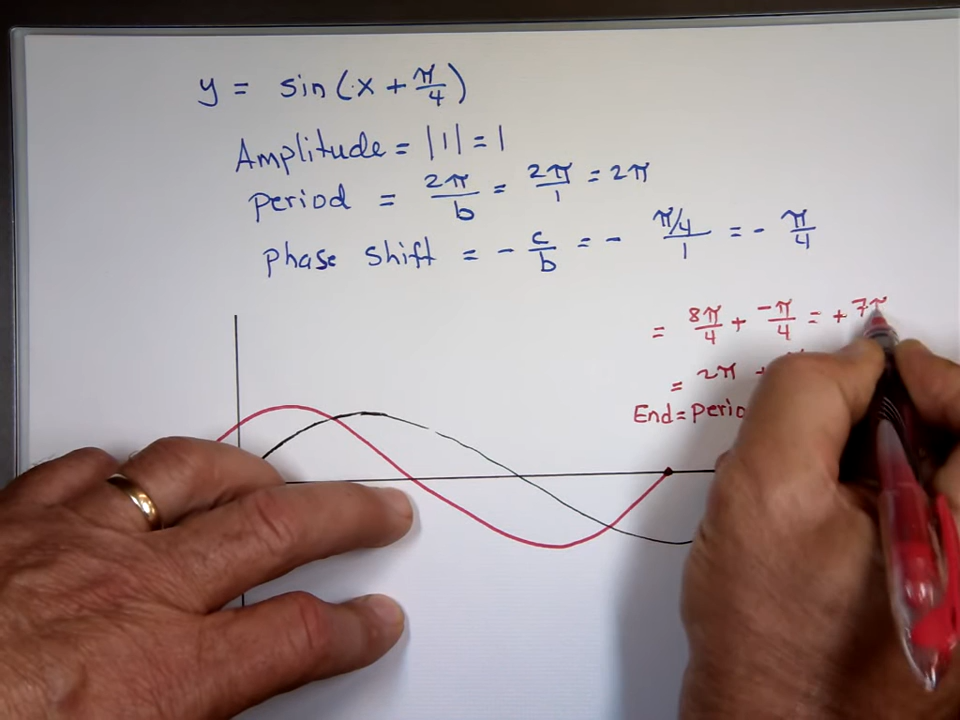 y = sin(x + π/4)
Amplitude = |1| = 1
period = 2π/b = 2π/1 = 2π
phase shift = - c/b = - π/4/1 = - π/4
= 8π/4 + -π/4 = + 7π
= 2π +
End = perio